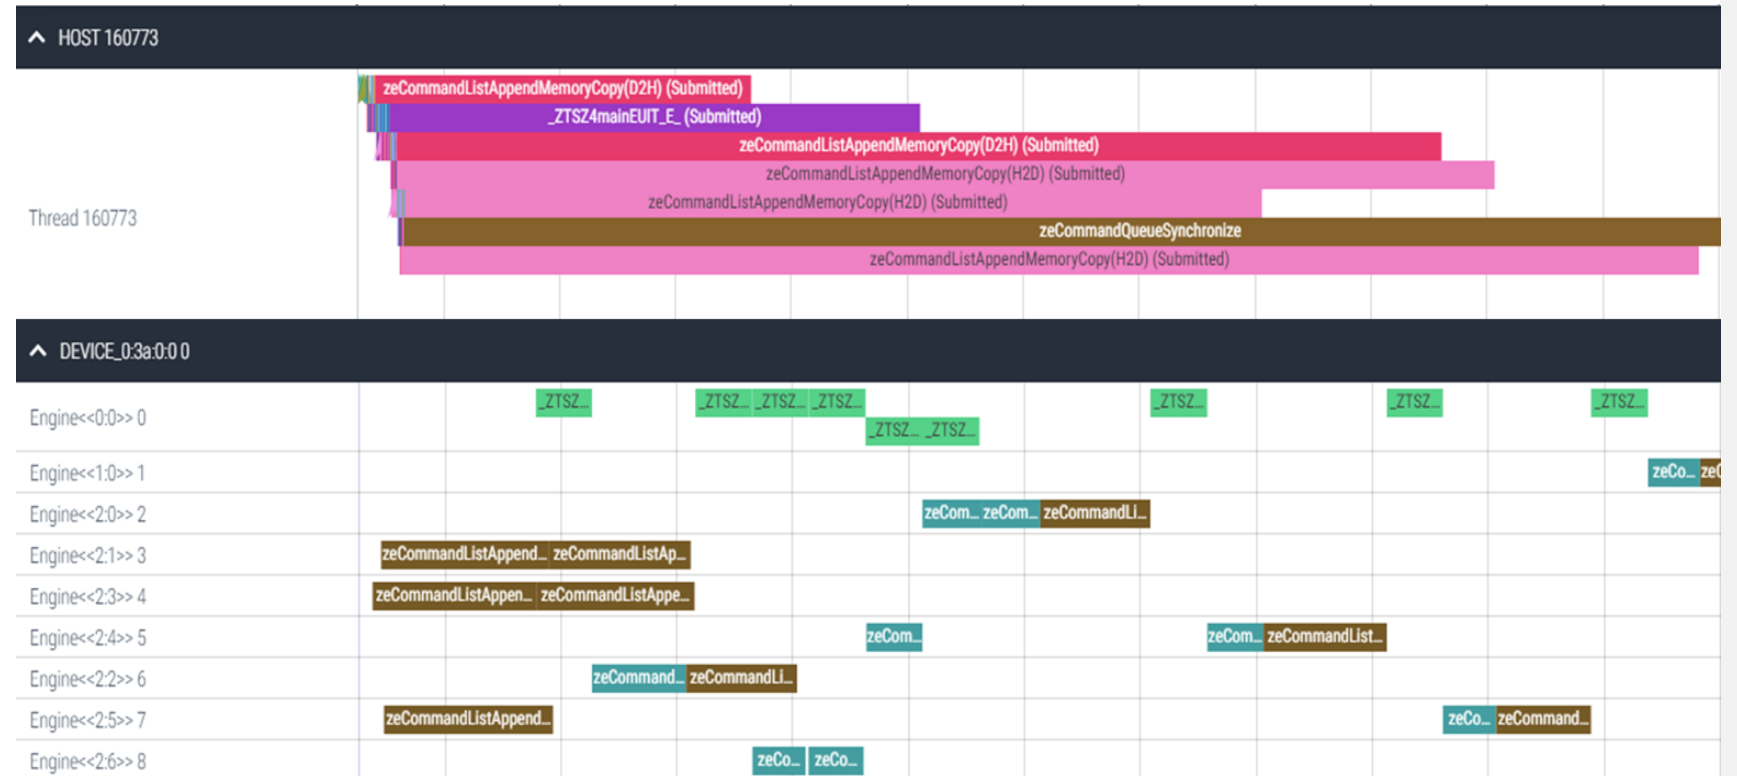 HOST 160773
zeCommandListAppendMemoryCopy(D2H) (Submitted)
_ZTSZ4mainEUIT_E_ (Submitted)
zeCommandListAppendMemoryCopy(D2H) (Submitted)
zeCommandListAppendMemoryCopy(H2D) (Submitted)
zeCommandListAppendMemoryCopy(H2D) (Submitted)
Thread 160773
zeCommandQueueSynchronize
zeCommandListAppendMemoryCopy(H2D) (Submitted)
DEVICE_0:3a:0:0 0
Engine<<0:0>> 0 _ZTSZ... _ZTSZ... _ZTSZ... _ZTSZ... _ZTSZ... _ZTSZ... _ZTSZ...
_ZTSZ... _ZTSZ...
Engine<<1:0>> 1 zeCo... zeC
Engine<<2:0>> 2 zeCom... zeCom... zeCommandLi...
Engine<<2:1>> 3 zeCommandListAppend... zeCommandListAp...
Engine<<2:3>> 4 zeCommandListAppen... zeCommandListAppe...
Engine<<2:4>> 5 zeCom... zeCom... zeCommandList...
Engine<<2:2>> 6 zeCommand... zeCommandLi...
Engine<<2:5>> 7 zeCommandListAppend... zeCo... zeCommand...
Engine<<2:6>> 8 zeCo... zeCo...